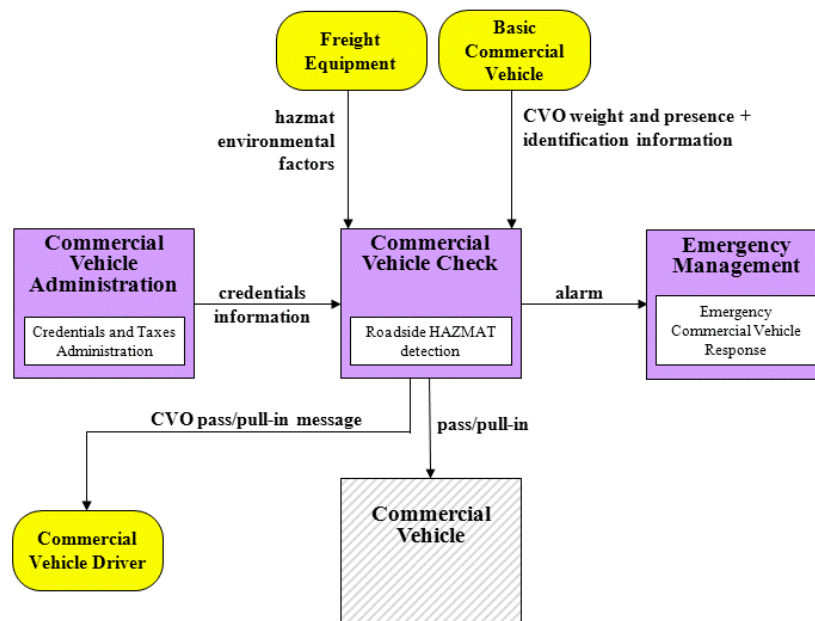 Freight
Equipment
Basic
Commercial
Vehicle
hazmat
environmental
factors
CVO weight and presence +
identification information
Commercial
Vehicle
Administration
Credentials and Taxes
Administration
credentials
information
Commercial
Vehicle Check
Roadside HAZMAT
detection
alarm
Emergency
Management
Emergency
Commercial Vehicle
Response
CVO pass/pull-in message
pass/pull-in
Commercial
Vehicle Driver
Commercial
Vehicle